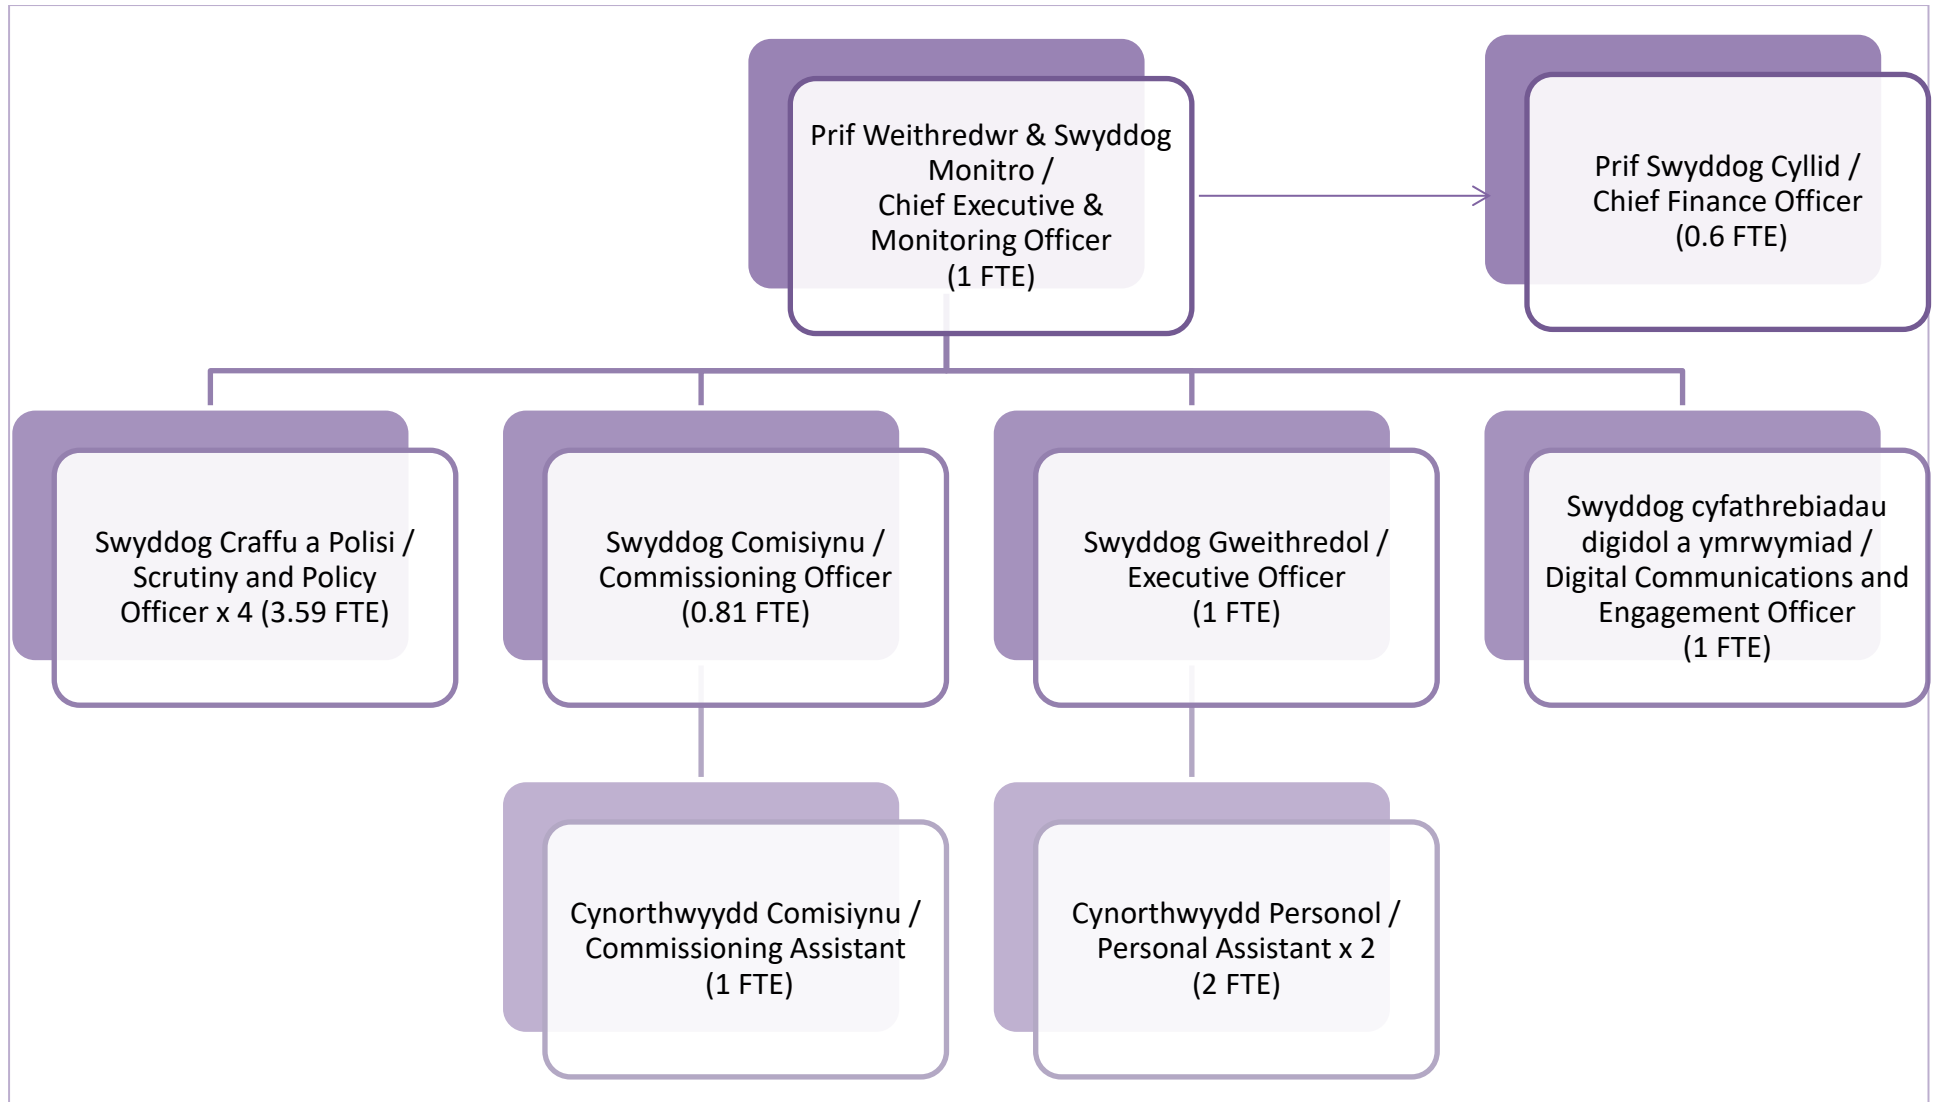 Prif Weithredwr & Swyddog
Monitro /
Chief Executive &
Monitoring Officer
(1 FTE)
Prif Swyddog Cyllid /
Chief Finance Officer
(0.6 FTE)
Swyddog Craffu a Polisi /
Scrutiny and Policy
Officer x 4 (3.59 FTE)
Swyddog Comisiynu /
Commissioning Officer
(0.81 FTE)
Swyddog Gweithredol /
Executive Officer
(1 FTE)
Swyddog cyfathrebiadau
digidol a ymrwymiad /
Digital Communications and
Engagement Officer
(1 FTE)
Cynorthwyydd Comisiynu /
Commissioning Assistant
(1 FTE)
Cynorthwyydd Personol /
Personal Assistant x 2
(2 FTE)